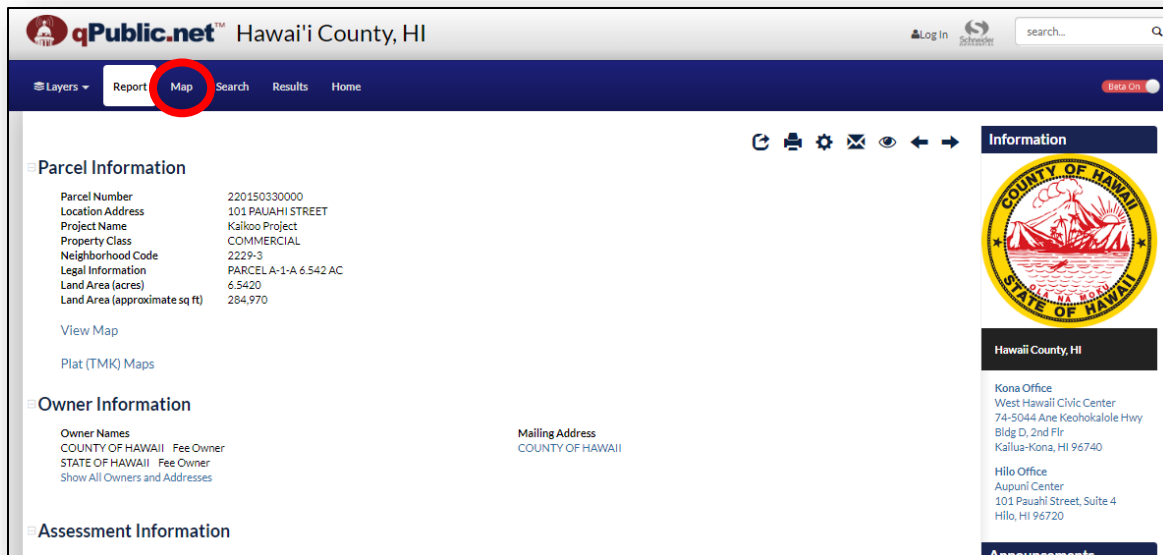 qPublic.net™ Hawai'i County, HI
Log In
Schneider
search...
Layers
Report
Map
Search
Results
Home
Beta On
Parcel Information
Parcel Number 220150330000
Location Address 101 PAUAHI STREET
Project Name Kaikoo Project
Property Class COMMERCIAL
Neighborhood Code 2229-3
Legal Information PARCEL A-1-A 6.542 AC
Land Area (acres) 6.5420
Land Area (approximate sq ft) 284,970
View Map
Plat (TMK) Maps
Owner Information
Owner Names
COUNTY OF HAWAII Fee Owner
STATE OF HAWAII Fee Owner
Show All Owners and Addresses
Mailing Address
COUNTY OF HAWAII
Assessment Information
Information
COUNTY OF HAWAII
OLA NA MOKU
STATE OF HAWAII
Hawaii County, HI
Kona Office
West Hawaii Civic Center
74-5044 Ane Keohokalole Hwy
Bldg D, 2nd Flr
Kailua-Kona, HI 96740
Hilo Office
Aupuni Center
101 Pauahi Street, Suite 4
Hilo, HI 96720
Announcements